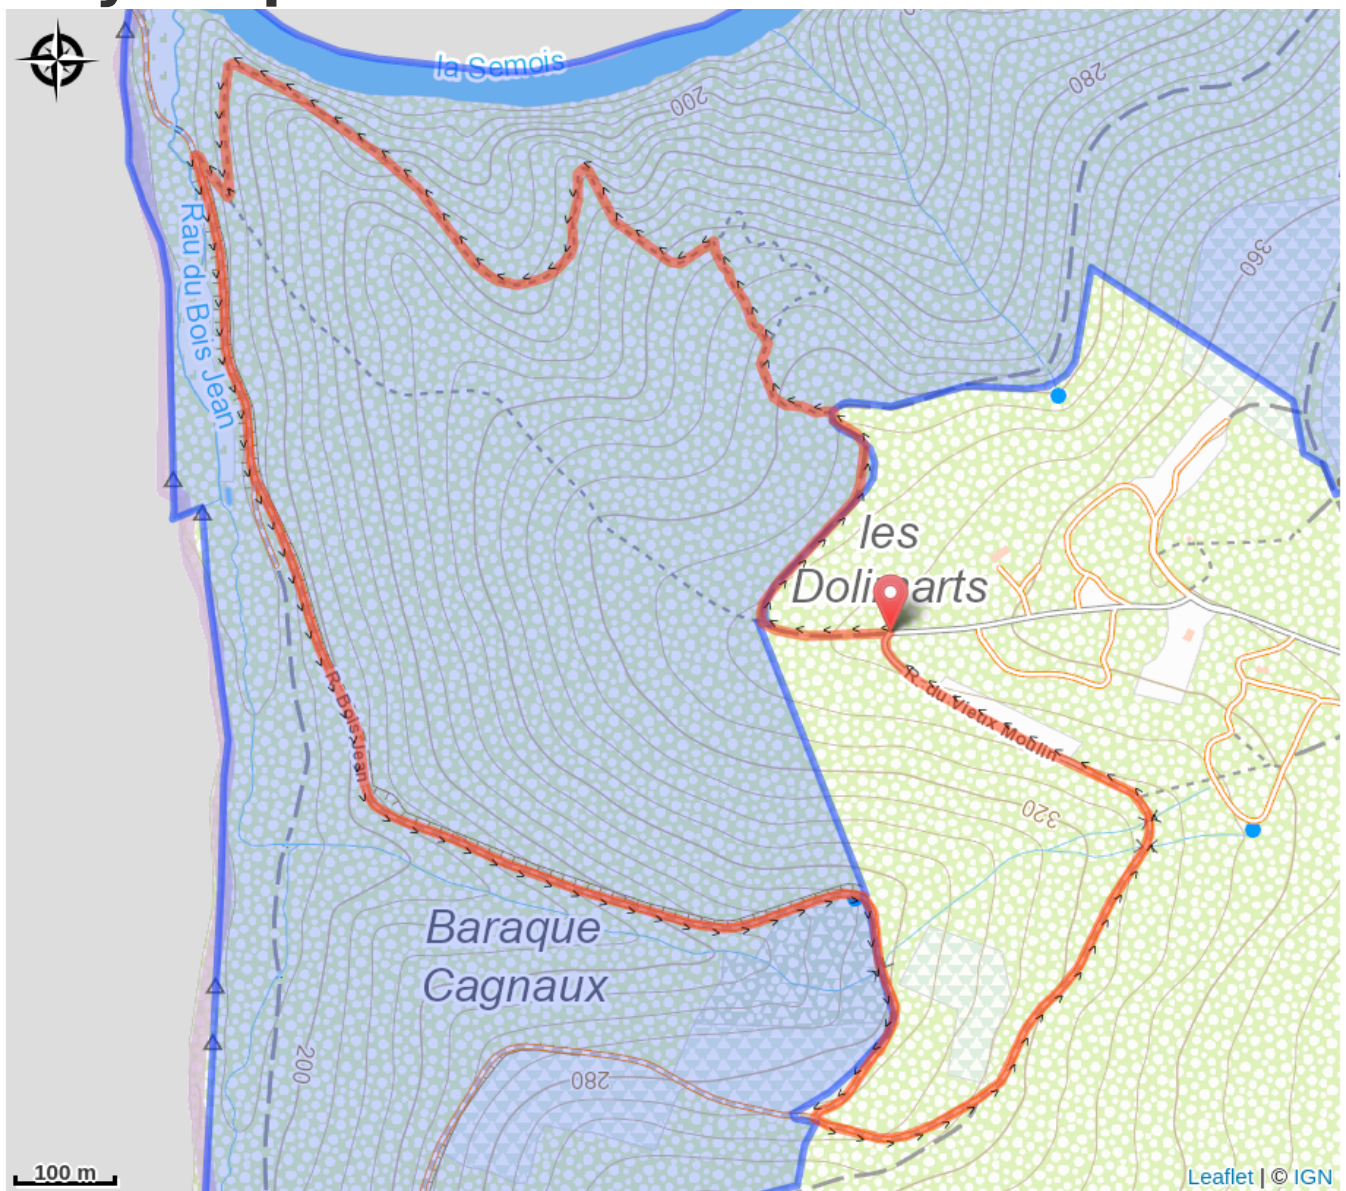 la Semois
200
280
360
Rau du Bois Jean
les
Dolimarts
R. du Vieux Moulin
R. Bois Jean
320
Baraque
Cagnaux
200
280
100 m
Leaflet | © IGN